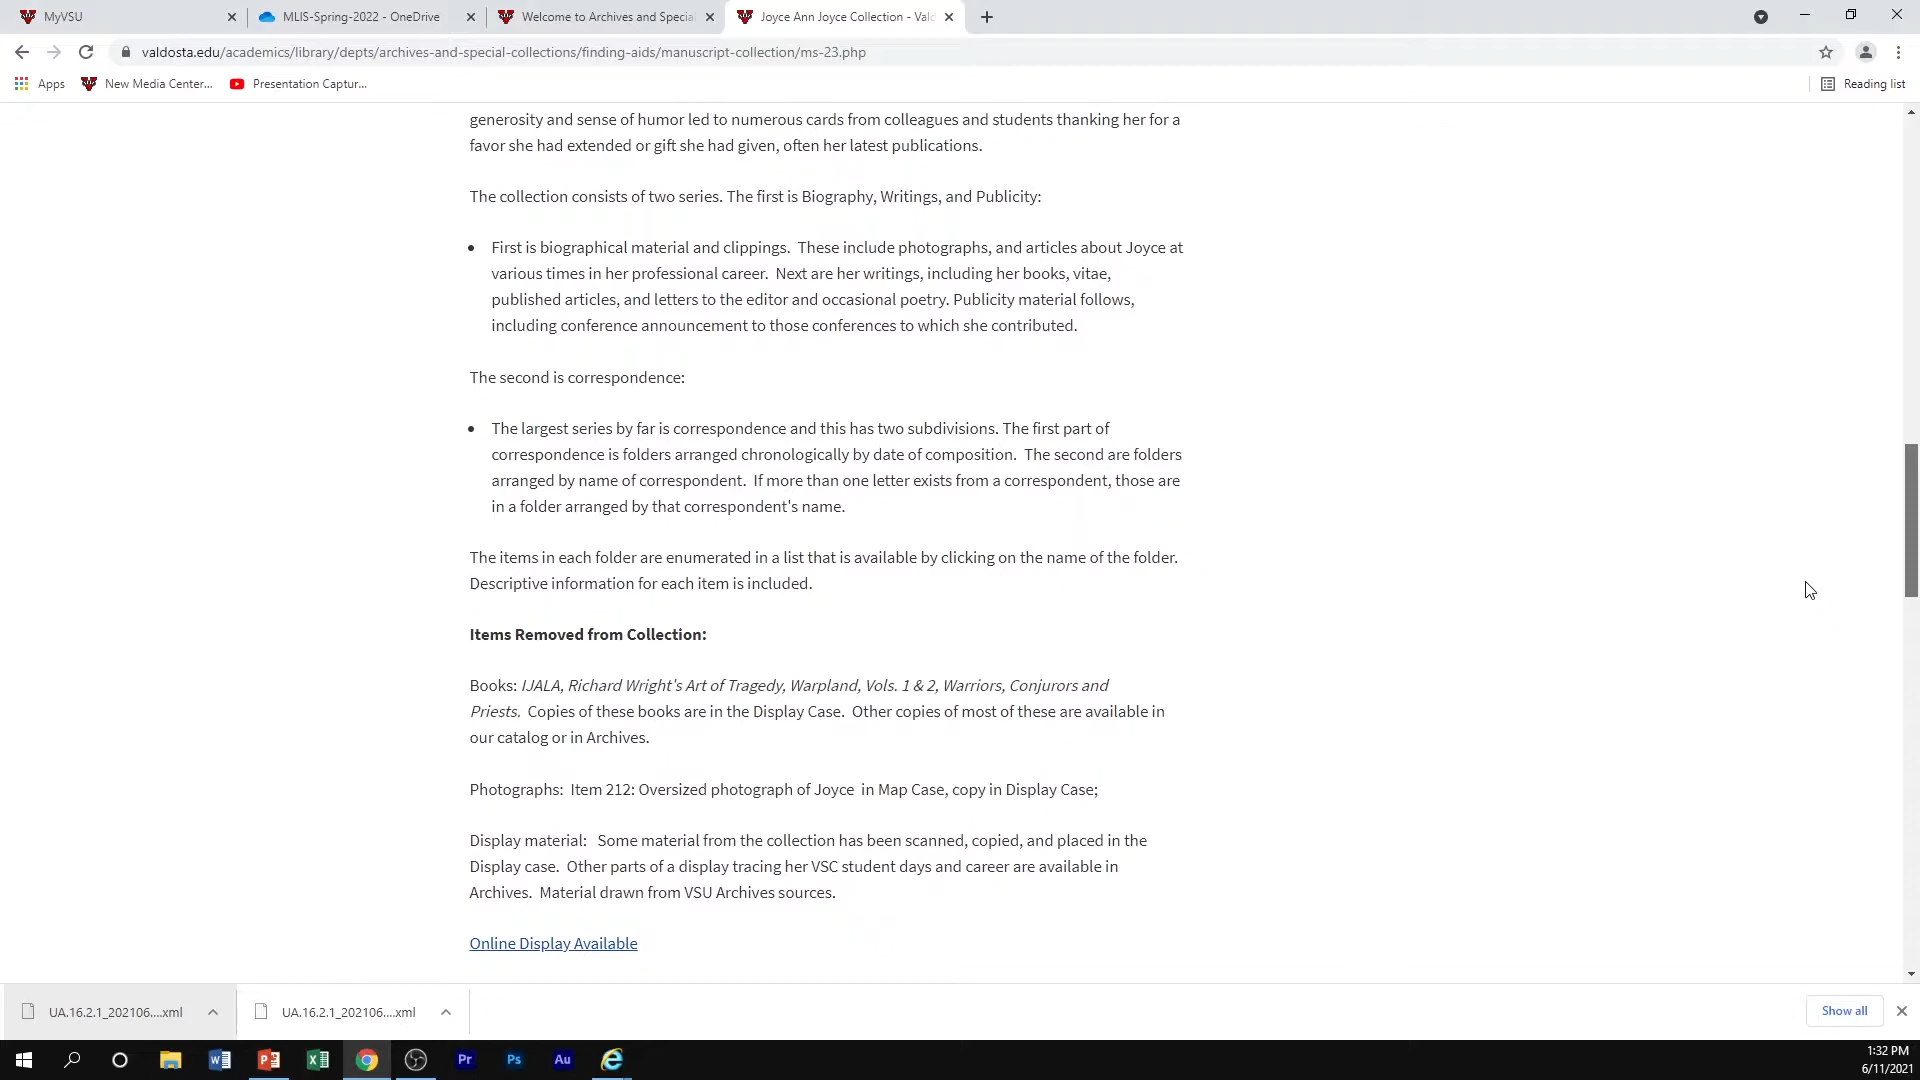 MyVSU
MLIS-Spring-2022 - OneDrive
Welcome to Archives and Specia
Joyce Ann Joyce Collection - Vald
valdosta.edu/academics/library/depts/archives-and-special-collections/finding-aids/manuscript-collection/ms-23.php
Apps
New Media Center...
Presentation Captur...
Reading list
generosity and sense of humor led to numerous cards from colleagues and students thanking her for a
favor she had extended or gift she had given, often her latest publications.
The collection consists of two series. The first is Biography, Writings, and Publicity:
• First is biographical material and clippings.  These include photographs, and articles about Joyce at
various times in her professional career.  Next are her writings, including her books, vitae,
published articles, and letters to the editor and occasional poetry. Publicity material follows,
including conference announcement to those conferences to which she contributed.
The second is correspondence:
• The largest series by far is correspondence and this has two subdivisions. The first part of
correspondence is folders arranged chronologically by date of composition.  The second are folders
arranged by name of correspondent.  If more than one letter exists from a correspondent, those are
in a folder arranged by that correspondent's name.
The items in each folder are enumerated in a list that is available by clicking on the name of the folder.
Descriptive information for each item is included.
Items Removed from Collection:
Books: IJALA, Richard Wright's Art of Tragedy, Warpland, Vols. 1 & 2, Warriors, Conjurors and
Priests.  Copies of these books are in the Display Case.  Other copies of most of these are available in
our catalog or in Archives.
Photographs:  Item 212: Oversized photograph of Joyce  in Map Case, copy in Display Case;
Display material:   Some material from the collection has been scanned, copied, and placed in the
Display case.  Other parts of a display tracing her VSC student days and career are available in
Archives.  Material drawn from VSU Archives sources.
Online Display Available
UA.16.2.1_202106....xml
UA.16.2.1_202106....xml
Show all
Pr
Ps
Au
1:32 PM
6/11/2021